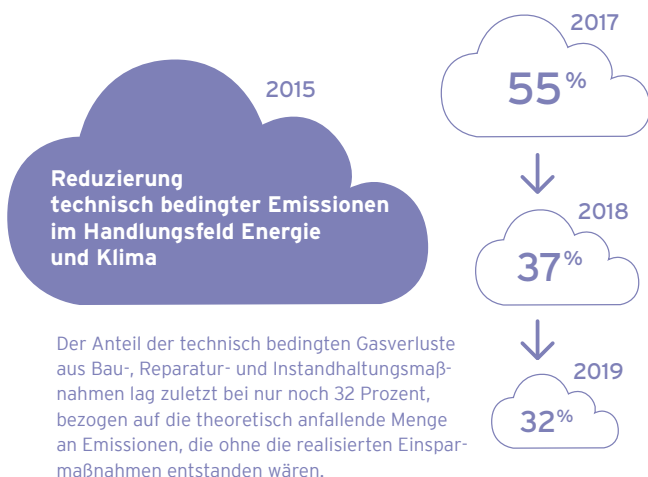 2015
Reduzierung
technisch bedingter Emissionen
im Handlungsfeld Energie
und Klima
Der Anteil der technisch bedingten Gasverluste
aus Bau-, Reparatur- und Instandhaltungsmaß-
nahmen lag zuletzt bei nur noch 32 Prozent,
bezogen auf die theoretisch anfallende Menge
an Emissionen, die ohne die realisierten Einspar-
maßnahmen entstanden wären.
2017
55%
2018
37%
2019
32%